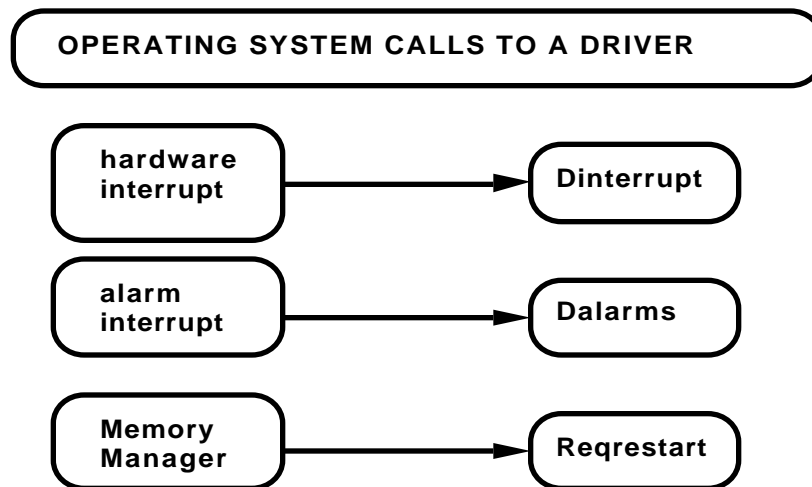 OPERATING SYSTEM CALLS TO A DRIVER
hardware
interrupt
Dinterrupt
alarm
interrupt
Dalarms
Memory
Manager
Reqrestart